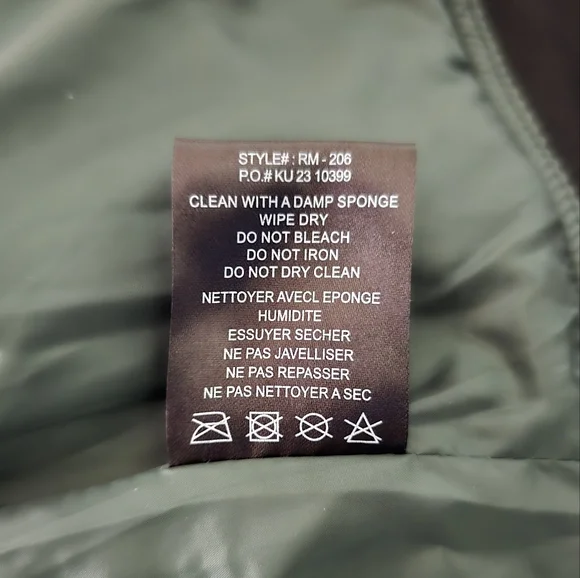 STYLE# : RM - 206
P.O.# KU 23 10399
CLEAN WITH A DAMP SPONGE
WIPE DRY
DO NOT BLEACH
DO NOT IRON
DO NOT DRY CLEAN
NETTOYER AVECL EPONGE
HUMIDITE
ESSUYER SECHER
NE PAS JAVELLISER
NE PAS REPASSER
NE PAS NETTOYER A SEC